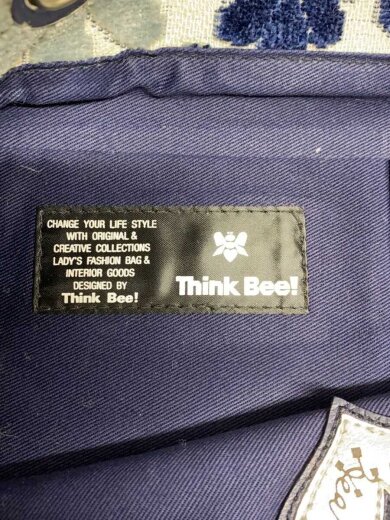 CHANGE YOUR LIFE STYLE
WITH ORIGINAL &
CREATIVE COLLECTIONS
LADY'S FASHION BAG &
INTERIOR GOODS
DESIGNED BY
Think Bee!
Think Bee!